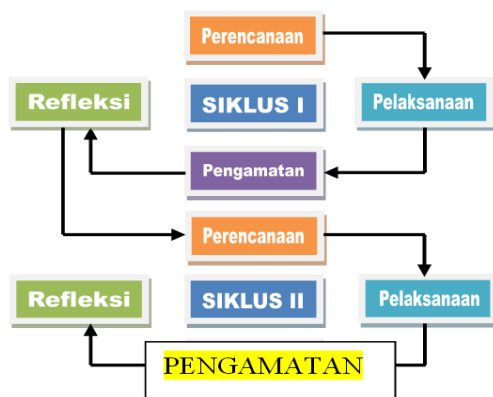 Perencanaan
Refleksi
SIKLUS I
Pelaksanaan
Pengamatan
Perencanaan
Refleksi
SIKLUS II
Pelaksanaan
PENGAMATAN